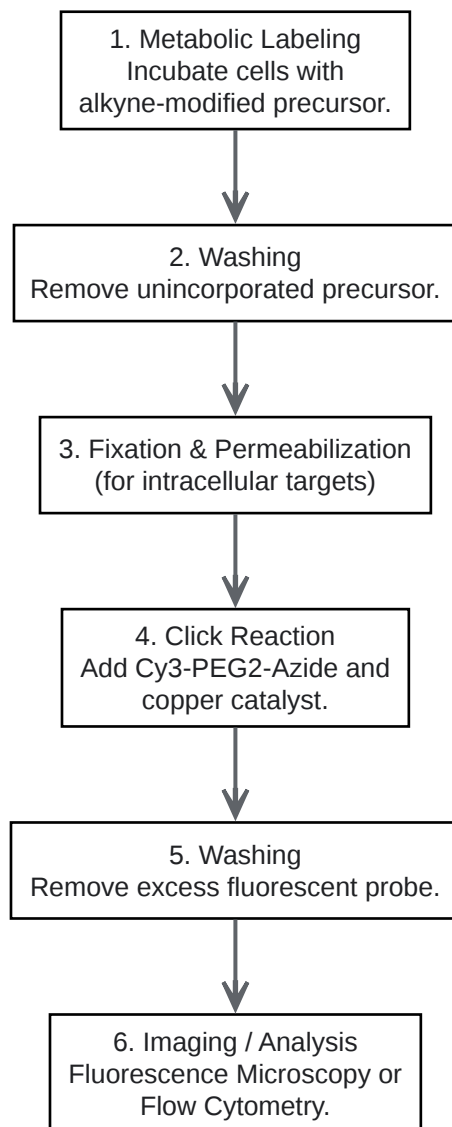 1. Metabolic Labeling
Incubate cells with
alkyne-modified precursor.
2. Washing
Remove unincorporated precursor.
3. Fixation & Permeabilization
(for intracellular targets)
4. Click Reaction
Add Cy3-PEG2-Azide and
copper catalyst.
5. Washing
Remove excess fluorescent probe.
6. Imaging / Analysis
Fluorescence Microscopy or
Flow Cytometry.